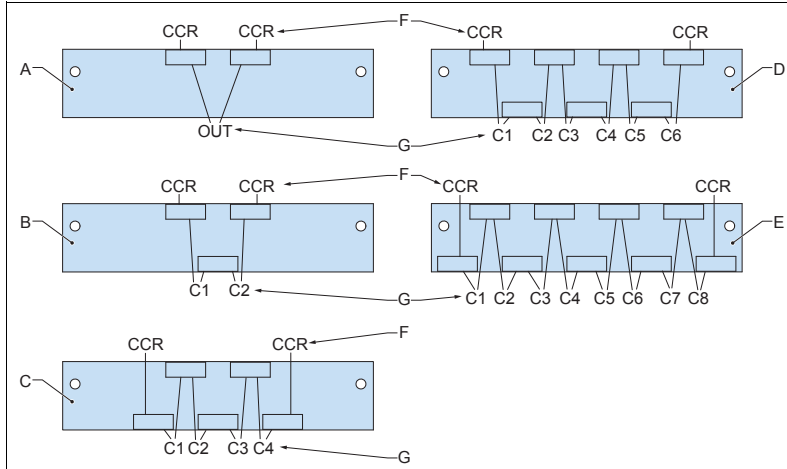 CCR CCR F CCR CCR
A D
OUT G C1 C2 C3 C4 C5 C6
CCR CCR F CCR CCR
B E
C1 C2 G C1 C2 C3 C4 C5 C6 C7 C8
CCR CCR F
C
C1 C2 C3 C4 G